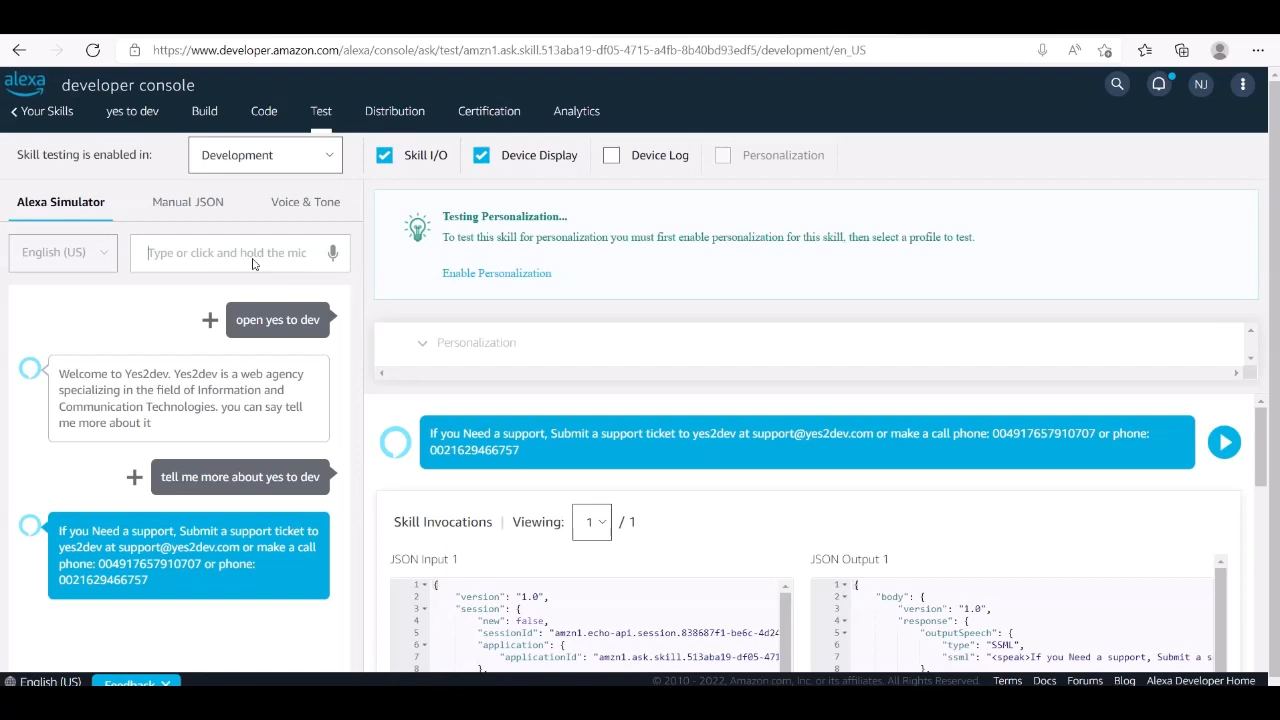 https://www.developer.amazon.com/alexa/console/ask/test/amzn1.ask.skill.513aba19-df05-4715-a4fb-8b40bd93edf5/development/en_US
alexa developer console
NJ
Your Skills yes to dev Build Code Test Distribution Certification Analytics
Skill testing is enabled in: Development
Skill I/O Device Display Device Log Personalization
Alexa Simulator Manual JSON Voice & Tone
English (US) Type or click and hold the mic
open yes to dev
Welcome to Yes2dev. Yes2dev is a web agency
specializing in the field of Information and
Communication Technologies. you can say tell
me more about it
tell me more about yes to dev
If you Need a support, Submit a support ticket to
yes2dev at support@yes2dev.com or make a call
phone: 004917657910707 or phone:
0021629466757
Testing Personalization...
To test this skill for personalization you must first enable personalization for this skill, then select a profile to test.
Enable Personalization
Personalization
If you Need a support, Submit a support ticket to yes2dev at support@yes2dev.com or make a call phone: 004917657910707 or phone:
0021629466757
Skill Invocations | Viewing: 1 / 1
JSON Input 1
1 {
2 "version": "1.0",
3 "session": {
4 "new": false,
5 "sessionId": "amzn1.echo-api.session.838687f1-be6c-4d24
6 "application": {
7 "applicationId": "amzn1.ask.skill.513aba19-df05-471
8 },
JSON Output 1
1 {
2 "body": {
3 "version": "1.0",
4 "response": {
5 "outputSpeech": {
6 "type": "SSML",
7 "ssml": "<speak>If you Need a support, Submit a s
8 },
English (US) Feedback
© 2010 - 2022, Amazon.com, Inc. or its affiliates. All Rights Reserved. Terms Docs Forums Blog Alexa Developer Home